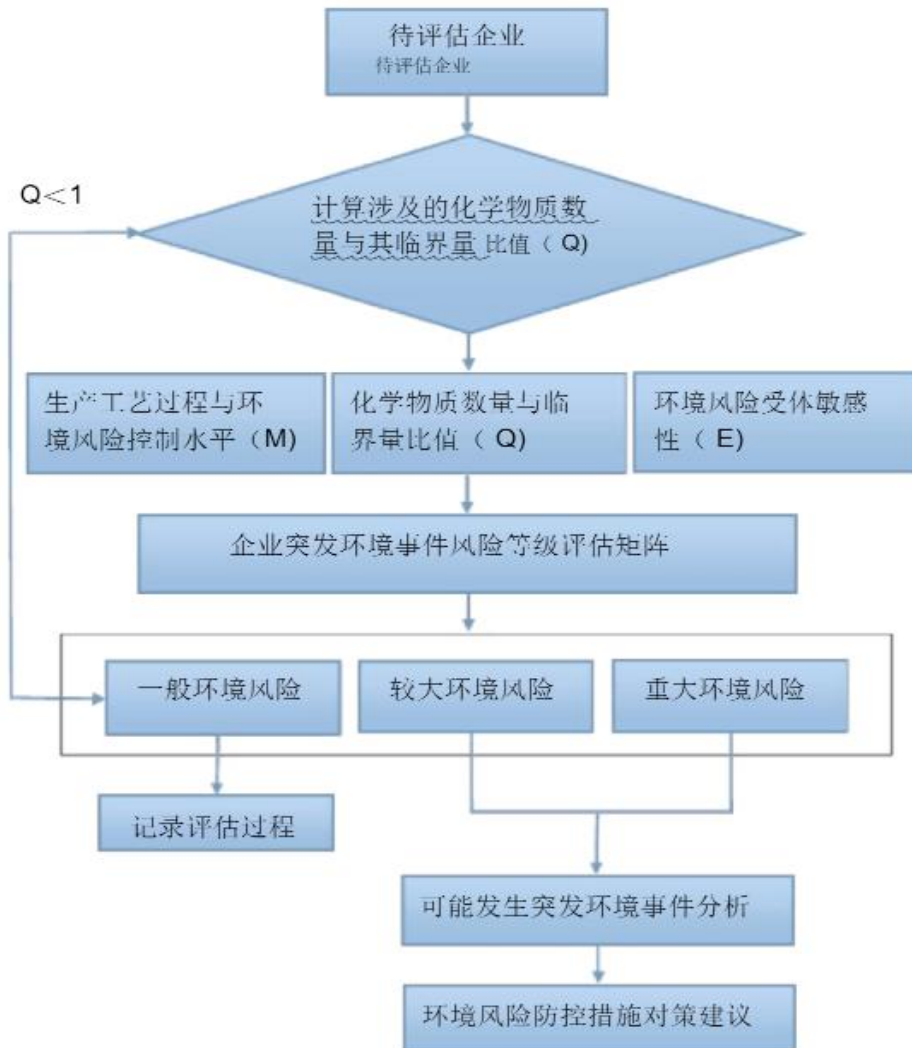 待评估企业
待评估企业
Q＜1
计算涉及的化学物质数
量与其临界量比值（ Q)
生产工艺过程与环
境风险控制水平（M）
化学物质数量与临
界量比值（ Q）
环境风险受体敏感
性（ E）
企业突发环境事件风险等级评估矩阵
一般环境风险
较大环境风险
重大环境风险
记录评估过程
可能发生突发环境事件分析
环境风险防控措施对策建议